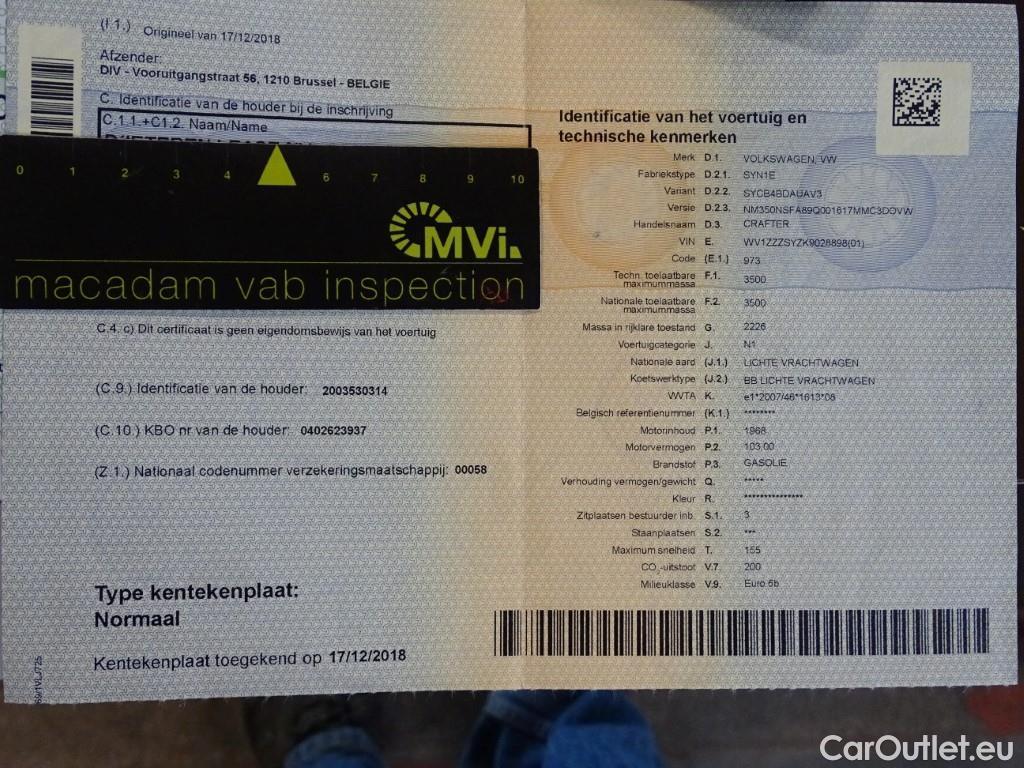 (I.1.) Origineel van 17/12/2018
Afzender:
DIV - Vooruitgangstraat 56, 1210 Brussel - BELGIE
C. Identificatie van de houder bij de inschrijving
C.1.1.+C1.2. Naam/Name
0 1 2 3 4 6 7 8 9 10
MVi.
macadam vab inspection
C.4. c) Dit certificaat is geen eigendomsbewijs van het voertuig
(C.9.) Identificatie van de houder: 2003530314
(C.10.) KBO nr van de houder: 0402623937
(Z.1.) Nationaal codenummer verzekeringsmaatschappij: 00058
Type kentekenplaat:
Normaal
Kentekenplaat toegekend op 17/12/2018
Identificatie van het voertuig en
technische kenmerken
Merk D.1. VOLKSWAGEN, VW
Fabriekstype D.2.1. SYN1E
Variant D.2.2. SYCB4BDAUAV3
Versie D.2.3. NM350NSFA89Q001617MMC3DOVW
Handelsnaam D.3. CRAFTER
VIN E. WV1ZZZSYZK9028898(01)
Code (E.1.) 973
Techn. toelaatbare F.1. 3500
maximummassa
Nationale toelaatbare F.2. 3500
maximummassa
Massa in rijklare toestand G. 2226
Voertuigcategorie J. N1
Nationale aard (J.1.) LICHTE VRACHTWAGEN
Koetswerktype (J.2.) BB LICHTE VRACHTWAGEN
WVTA K. e1*2007/46*1613*08
Belgisch referentienummer (K.1.) ********
Motorinhoud P.1. 1968
Motorvermogen P.2. 103.00
Brandstof P.3. GASOLIE
Verhouding vermogen/gewicht Q. *****
Kleur R. ***************
Zitplaatsen bestuurder inb. S.1. 3
Staanplaatsen S.2. ***
Maximum snelheid T. 155
CO₂-uitstoot V.7. 200
Milieuklasse V.9. Euro 6b
CarOutlet.eu